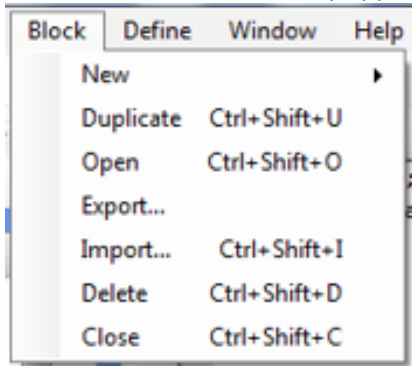 Block Define Window Help
New
Duplicate Ctrl+Shift+U
Open Ctrl+Shift+O
Export...
Import... Ctrl+Shift+I
Delete Ctrl+Shift+D
Close Ctrl+Shift+C